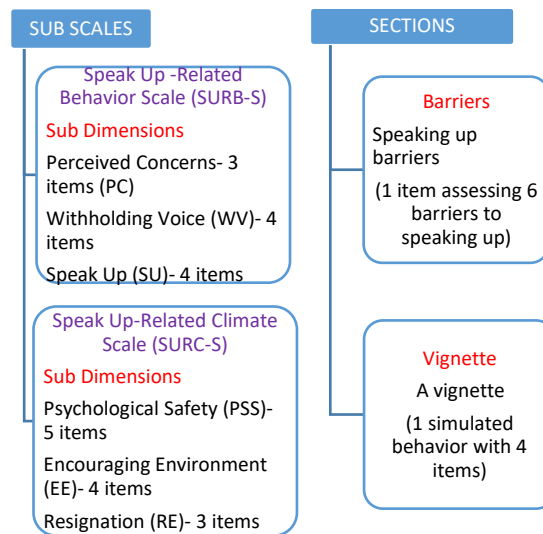 SUB SCALES
Speak Up -Related
Behavior Scale (SURB-S)
Sub Dimensions
Perceived Concerns- 3
items (PC)
Withholding Voice (WV)- 4
items
Speak Up (SU)- 4 items
Speak Up-Related Climate
Scale (SURC-S)
Sub Dimensions
Psychological Safety (PSS)-
5 items
Encouraging Environment
(EE)- 4 items
Resignation (RE)- 3 items
SECTIONS
Barriers
Speaking up
barriers
(1 item assessing 6
barriers to
speaking up)
Vignette
A vignette
(1 simulated
behavior with 4
items)